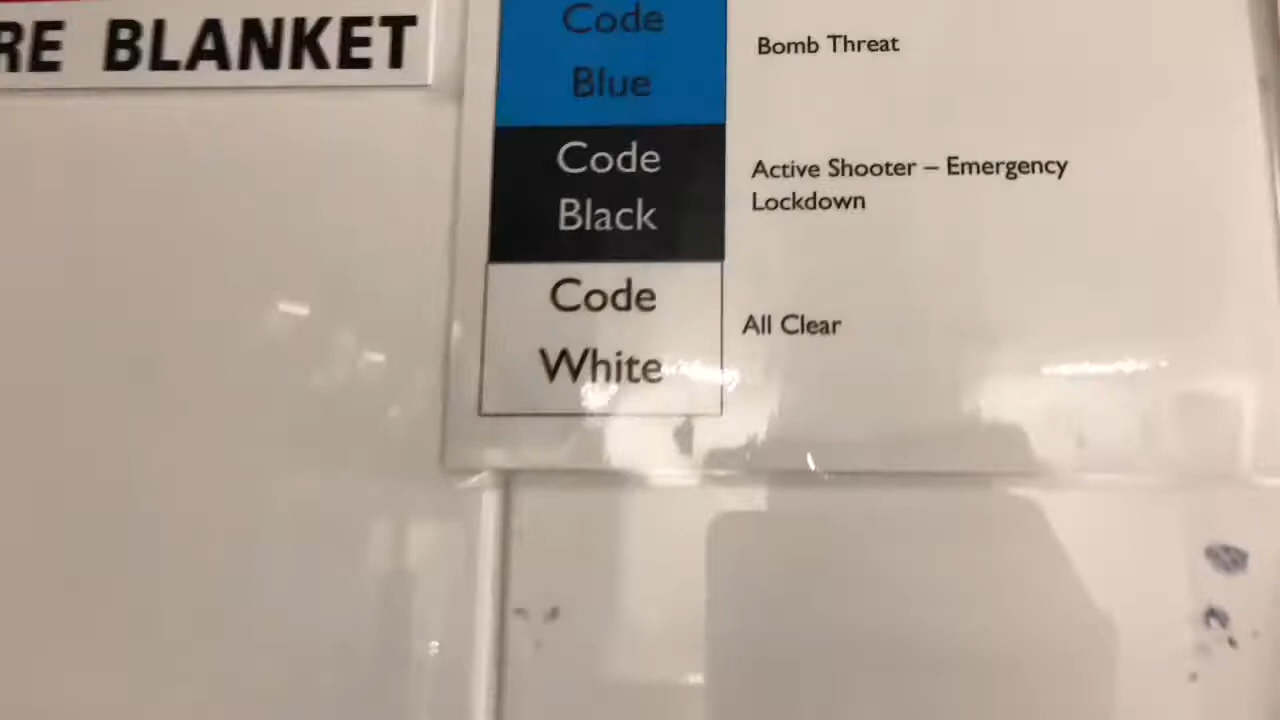 RE BLANKET
Code
Blue
Bomb Threat
Code
Black
Active Shooter – Emergency
Lockdown
Code
White
All Clear